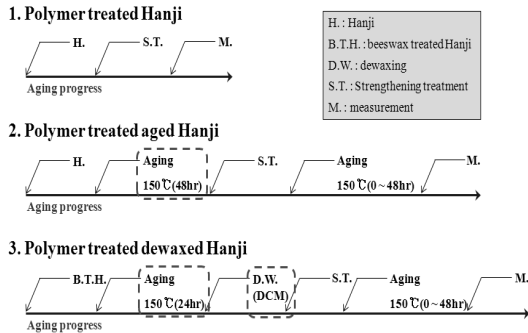 1. Polymer treated Hanji
H. S.T. M.
Aging progress
H. : Hanji
B.T.H. : beeswax treated Hanji
D.W. : dewaxing
S.T. : Strengthening treatment
M. : measurement
2. Polymer treated aged Hanji
H. Aging S.T. Aging M.
150℃(48hr) 150℃(0~48hr)
Aging progress
3. Polymer treated dewaxed Hanji
B.T.H. Aging D.W. S.T. Aging M.
150℃(24hr) (DCM) 150℃(0~48hr)
Aging progress